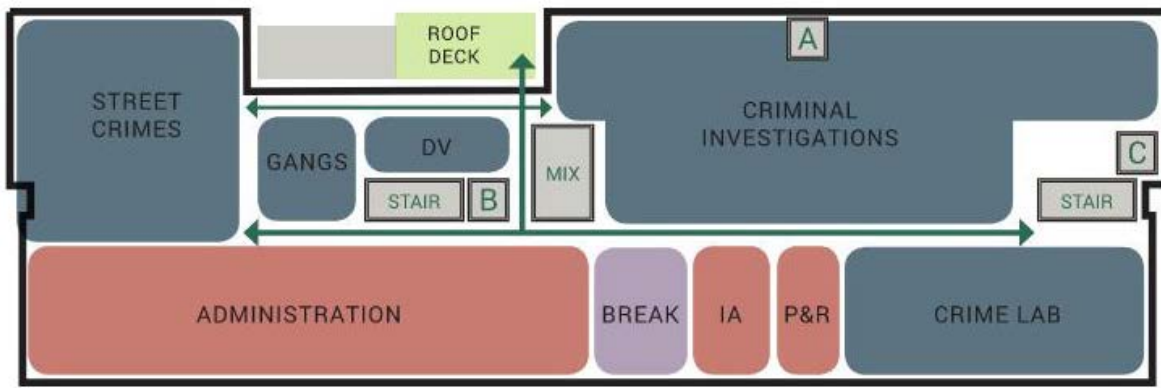 ROOF
DECK
A
STREET
CRIMES
CRIMINAL
INVESTIGATIONS
GANGS
DV
MIX
C
STAIR
B
STAIR
ADMINISTRATION
BREAK
IA
P&R
CRIME LAB